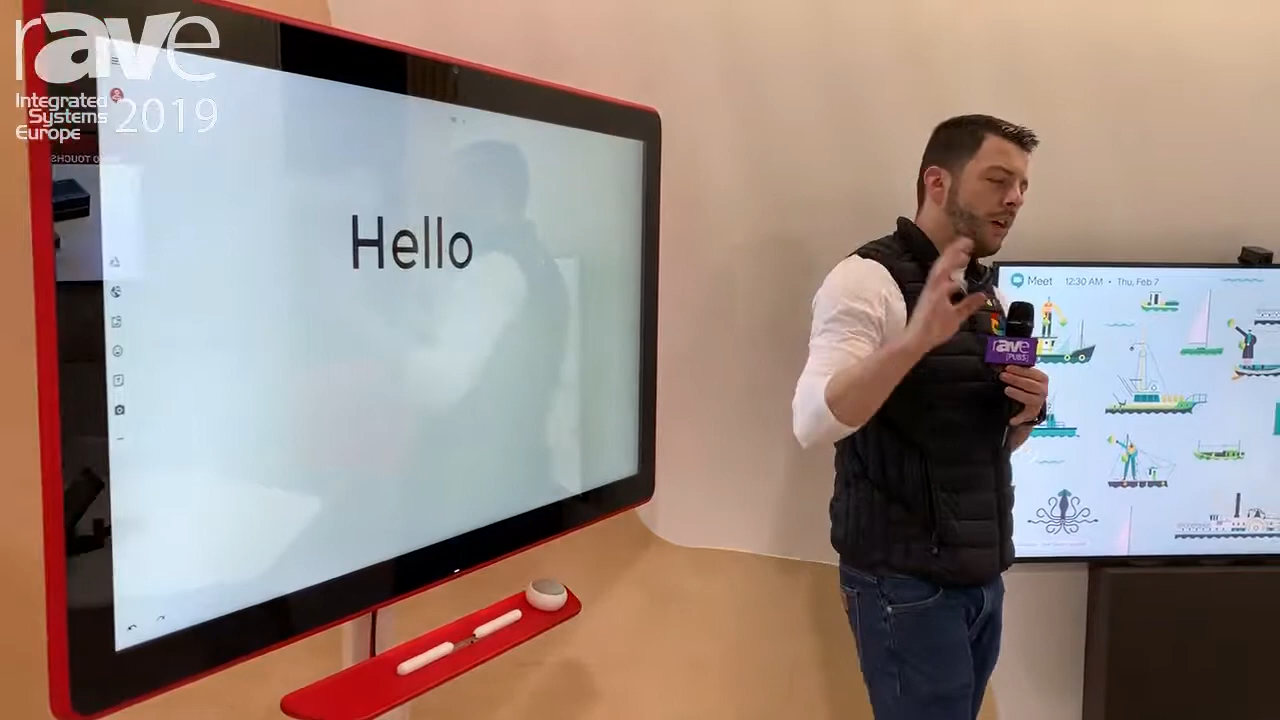 rave
Integrated
Systems
Europe
2019
Hello
Meet 12:30 AM • Thu, Feb 7
rave
[PUBS]